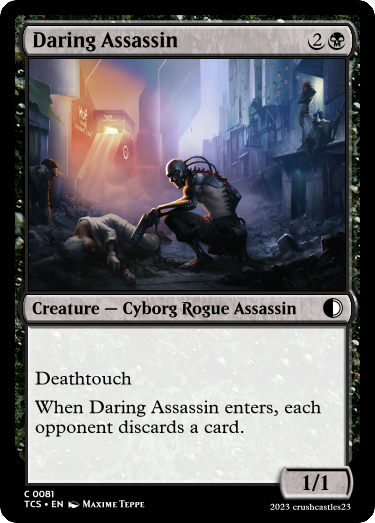 Daring Assassin 2
Creature — Cyborg Rogue Assassin
Deathtouch
When Daring Assassin enters, each
opponent discards a card.
1/1
C 0081
TCS • EN Maxime Teppe
2023 crushcastles23